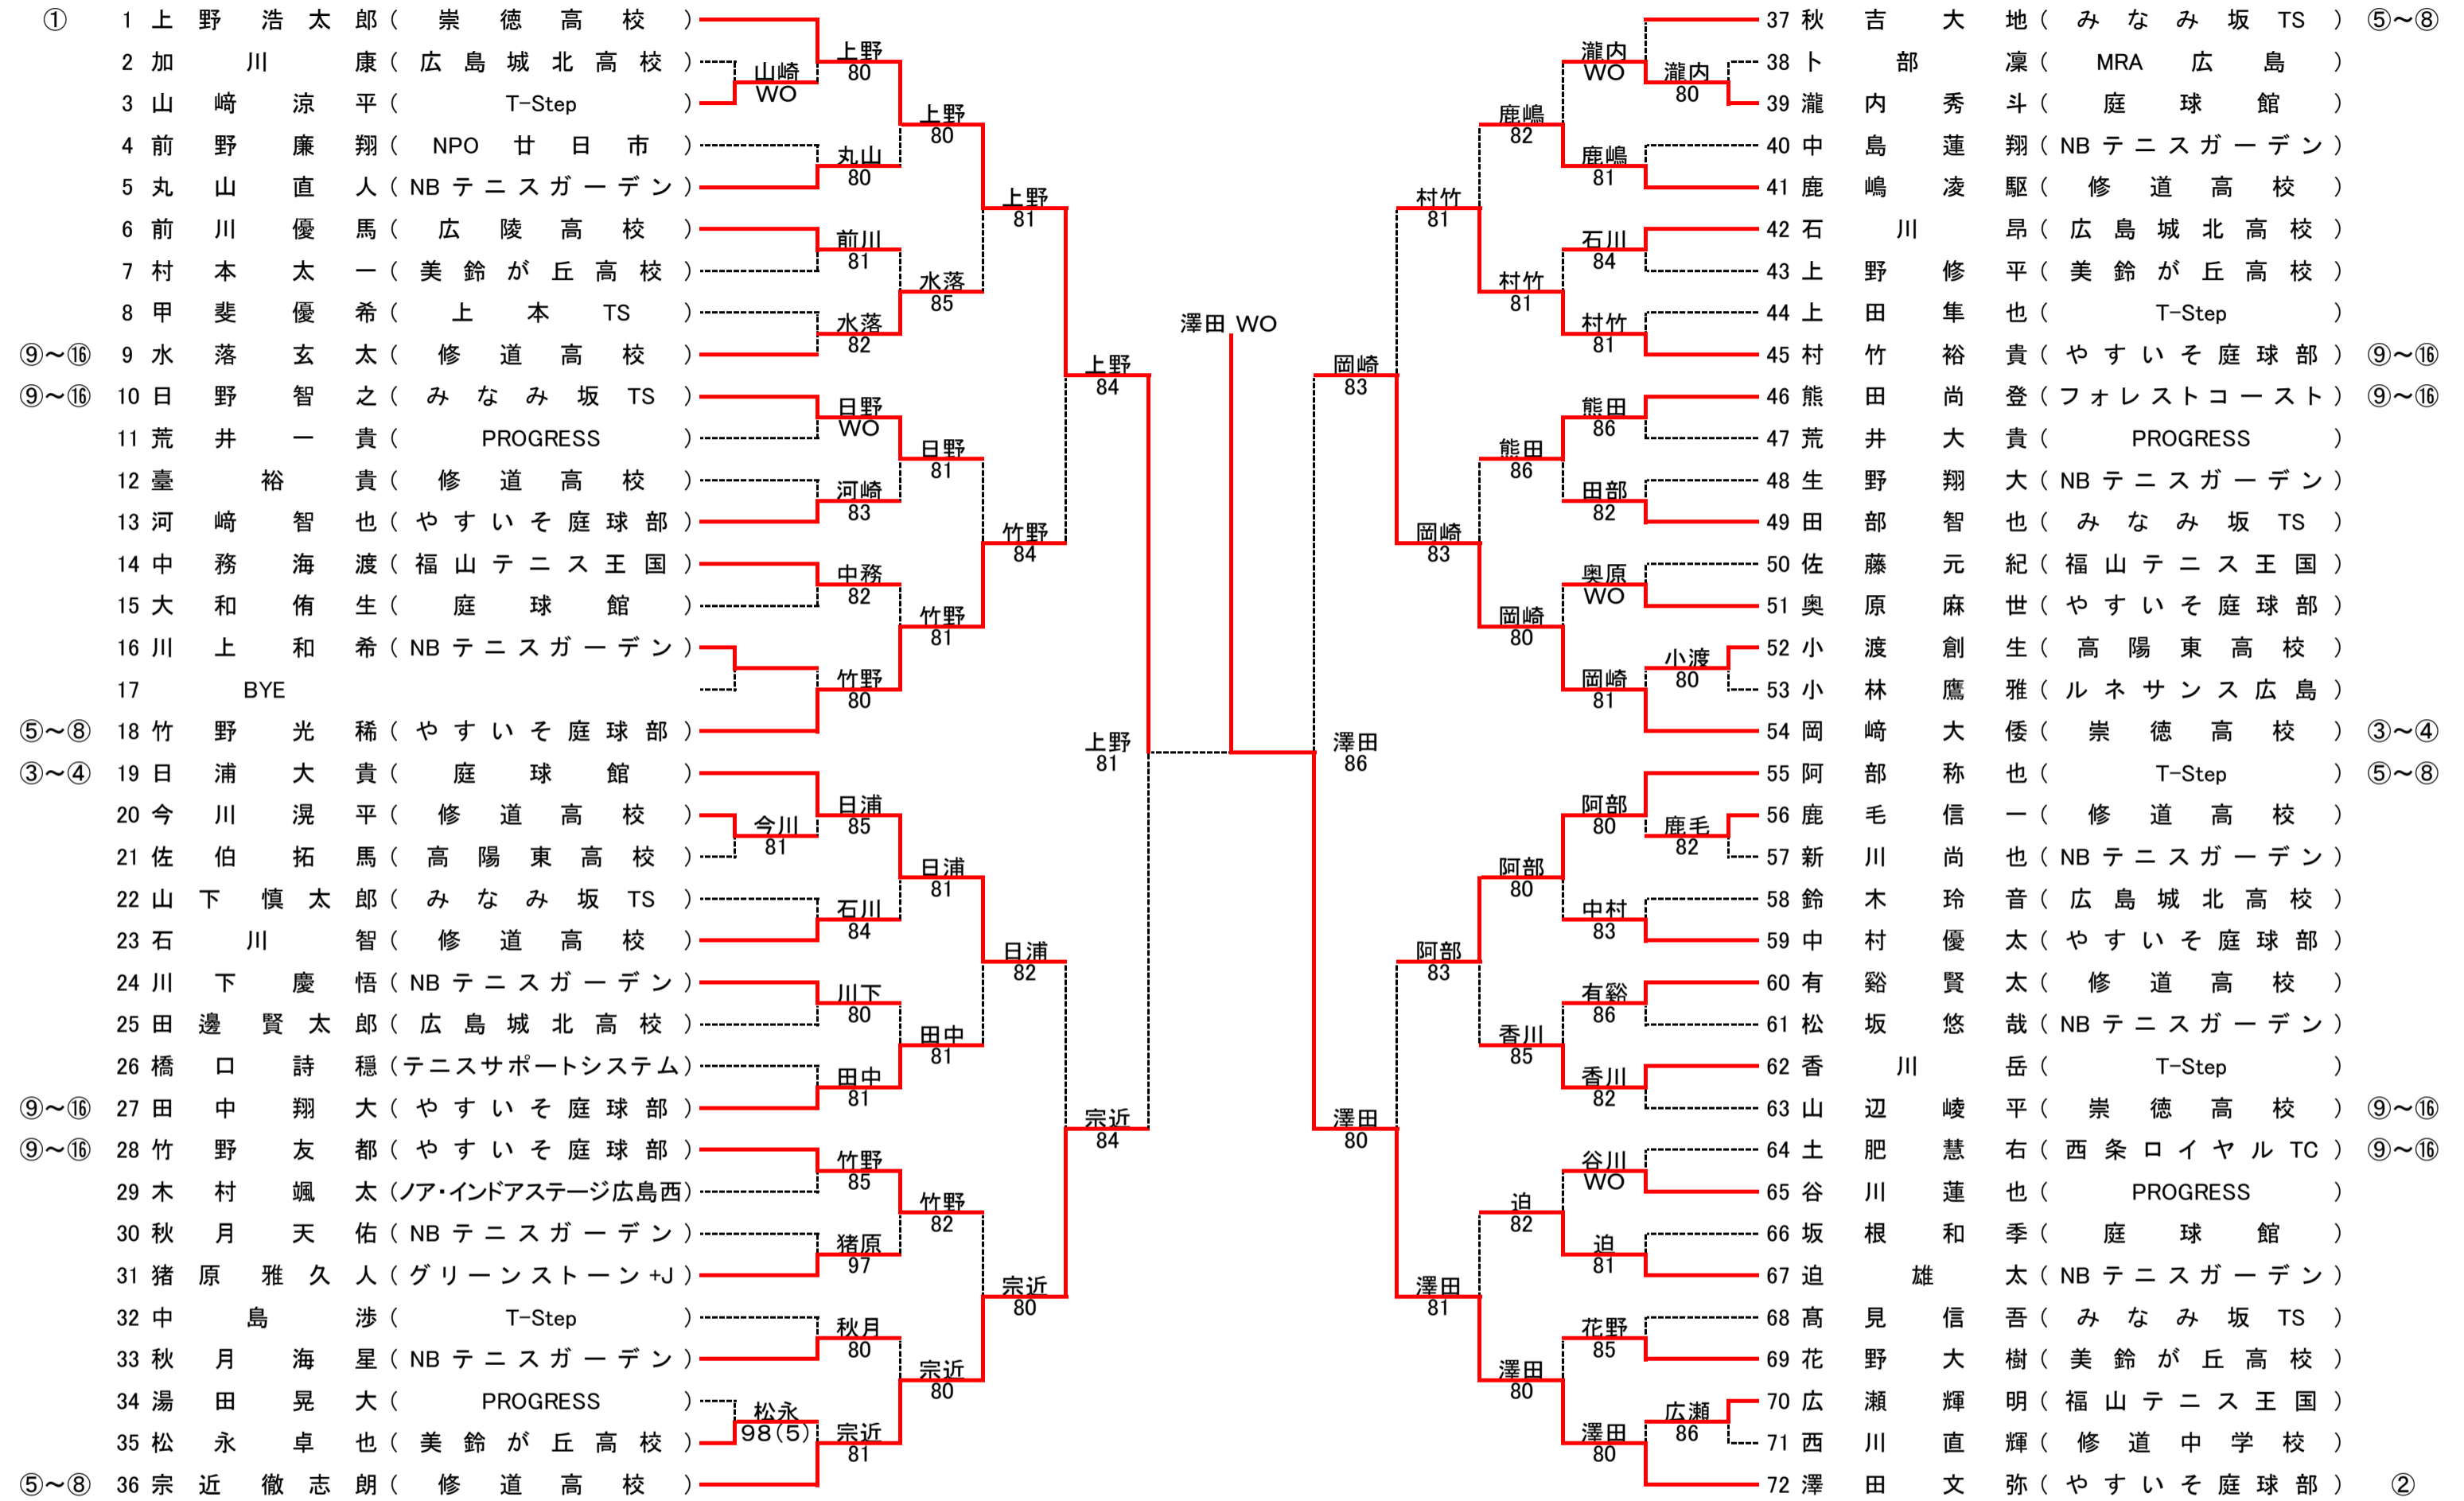 ① 1 上野浩太郎(崇徳高校)
2 加川康(広島城北高校)
3 山﨑涼平(T-Step)
4 前野廉翔(NPO廿日市)
5 丸山直人(NBテニスガーデン)
6 前川優馬(広陵高校)
7 村本太一(美鈴が丘高校)
8 甲斐優希(上本TS)
⑨～⑯ 9 水落玄太(修道高校)
⑨～⑯ 10 日野智之(みなみ坂TS)
11 荒井一貴(PROGRESS)
12 臺裕貴(修道高校)
13 河﨑智也(やすいそ庭球部)
14 中務海渡(福山テニス王国)
15 大和侑生(庭球館)
16 川上和希(NBテニスガーデン)
17 BYE
⑤～⑧ 18 竹野光稀(やすいそ庭球部)
③～④ 19 日浦大貴(庭球館)
20 今川滉平(修道高校)
21 佐伯拓馬(高陽東高校)
22 山下慎太郎(みなみ坂TS)
23 石川智(修道高校)
24 川下慶悟(NBテニスガーデン)
25 田邊賢太郎(広島城北高校)
26 橋口詩穏(テニスサポートシステム)
⑨～⑯ 27 田中翔大(やすいそ庭球部)
⑨～⑯ 28 竹野友都(やすいそ庭球部)
29 木村颯太(ノア・インドアステージ広島西)
30 秋月天佑(NBテニスガーデン)
31 猪原雅久人(グリーンストーン+J)
32 中島渉(T-Step)
33 秋月海星(NBテニスガーデン)
34 湯田晃大(PROGRESS)
35 松永卓也(美鈴が丘高校)
⑤～⑧ 36 宗近徹志朗(修道高校)
山崎
WO
今川
81
松永
98(5)
上野
80
丸山
80
前川
81
水落
82
日野
WO
河崎
83
中務
82
竹野
80
日浦
85
石川
84
川下
80
田中
81
竹野
85
猪原
97
秋月
80
宗近
81
上野
80
水落
85
日野
81
竹野
81
日浦
81
田中
81
竹野
82
宗近
80
上野
81
竹野
84
日浦
82
宗近
80
上野
84
宗近
84
上野
81
澤田 WO
澤田
86
岡崎
83
澤田
80
村竹
81
岡崎
83
阿部
83
澤田
81
鹿嶋
82
村竹
81
熊田
86
岡崎
80
阿部
80
香川
85
迫
82
澤田
80
瀧内
WO
鹿嶋
81
石川
84
村竹
81
熊田
86
田部
82
奥原
WO
岡崎
81
阿部
80
中村
83
有谿
86
香川
82
谷川
WO
迫
81
花野
85
澤田
80
瀧内
80
小渡
80
鹿毛
82
広瀬
86
37 秋吉大地(みなみ坂TS) ⑤～⑧
38 卜部凜(MRA広島)
39 瀧内秀斗(庭球館)
40 中島蓮翔(NBテニスガーデン)
41 鹿嶋凌駆(修道高校)
42 石川昂(広島城北高校)
43 上野修平(美鈴が丘高校)
44 上田隼也(T-Step)
45 村竹裕貴(やすいそ庭球部) ⑨～⑯
46 熊田尚登(フォレストコースト) ⑨～⑯
47 荒井大貴(PROGRESS)
48 生野翔大(NBテニスガーデン)
49 田部智也(みなみ坂TS)
50 佐藤元紀(福山テニス王国)
51 奥原麻世(やすいそ庭球部)
52 小渡創生(高陽東高校)
53 小林鷹雅(ルネサンス広島)
54 岡﨑大倭(崇徳高校) ③～④
55 阿部称也(T-Step) ⑤～⑧
56 鹿毛信一(修道高校)
57 新川尚也(NBテニスガーデン)
58 鈴木玲音(広島城北高校)
59 中村優太(やすいそ庭球部)
60 有谿賢太(修道高校)
61 松坂悠哉(NBテニスガーデン)
62 香川岳(T-Step)
63 山辺崚平(崇徳高校) ⑨～⑯
64 土肥慧右(西条ロイヤルTC) ⑨～⑯
65 谷川蓮也(PROGRESS)
66 坂根和季(庭球館)
67 迫雄太(NBテニスガーデン)
68 髙見信吾(みなみ坂TS)
69 花野大樹(美鈴が丘高校)
70 広瀬輝明(福山テニス王国)
71 西川直輝(修道中学校)
72 澤田文弥(やすいそ庭球部) ②